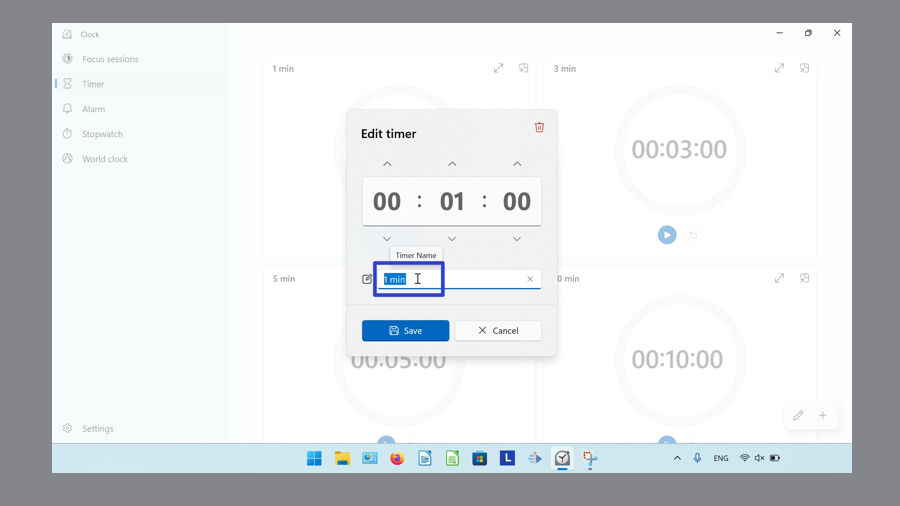 Clock
Focus sessions
Timer
Alarm
Stopwatch
World clock
Settings
1 min
3 min
00:03:00
Edit timer
00 : 01 : 00
Timer Name
1 min
Save
Cancel
5 min
00:05:00
0 min
00:10:00
ENG